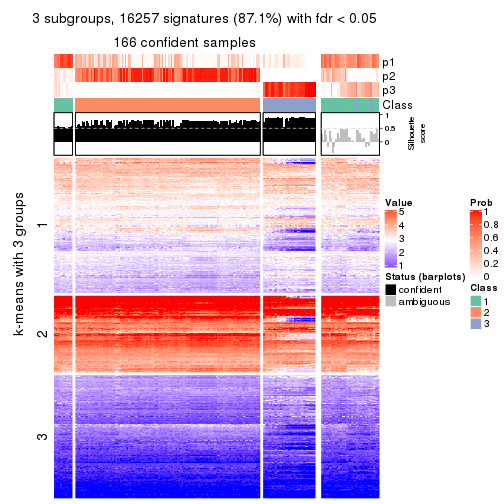 3 subgroups, 16257 signatures (87.1%) with fdr < 0.05
166 confident samples
p1
p2
p3
Class
1
0.5
0
Silhouette
score
k-means with 3 groups
1
2
3
Value
5
4
3
2
1
Prob
1
0.8
0.6
0.4
0.2
0
Status (barplots)
confident
ambiguous
Class
1
2
3